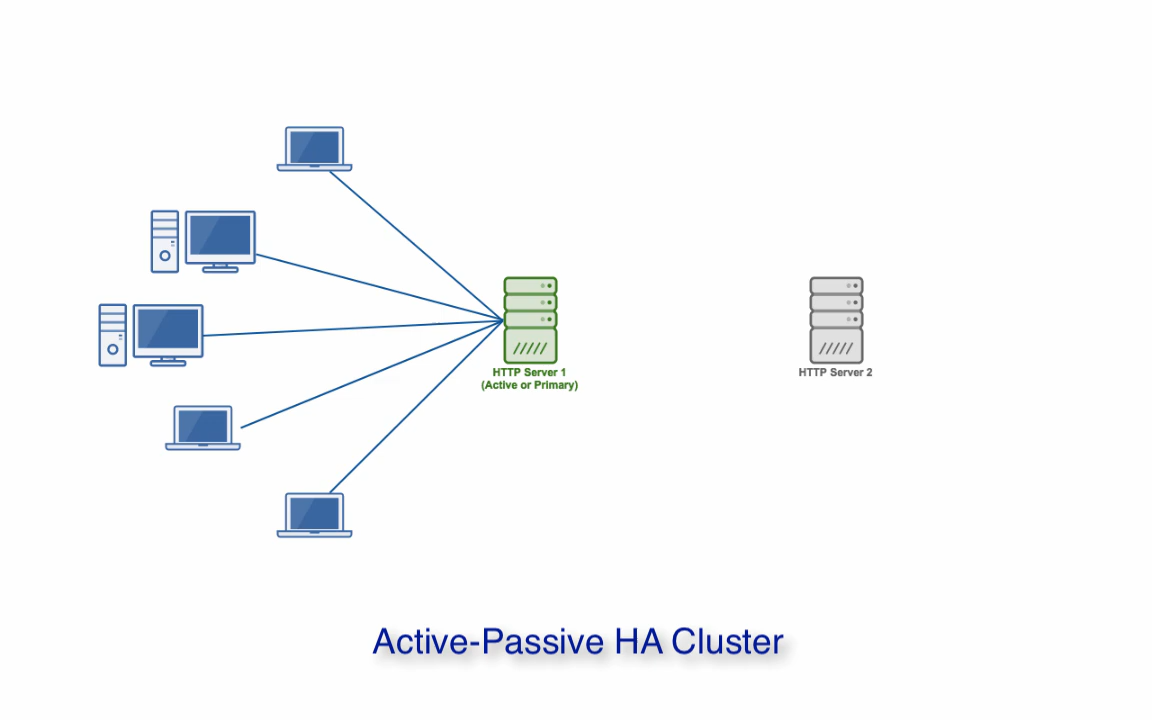 HTTP Server 1
(Active or Primary)
HTTP Server 2
Active-Passive HA Cluster